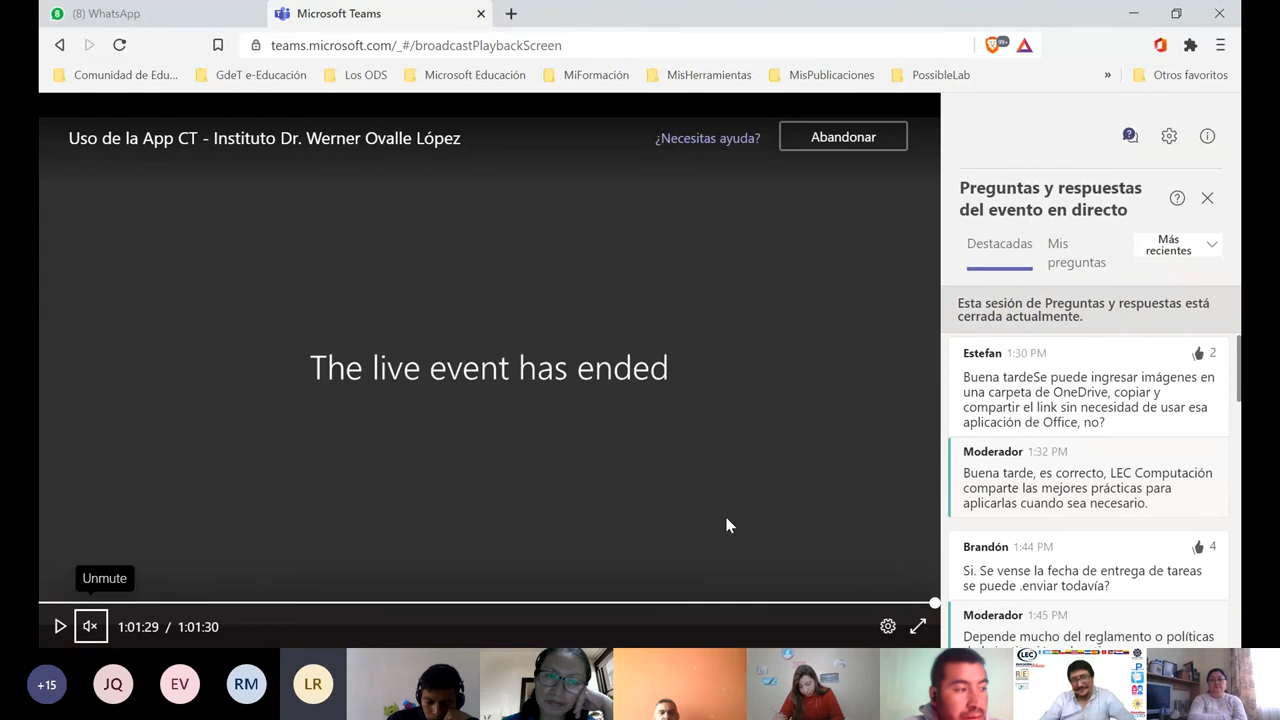 (8) WhatsApp
Microsoft Teams
teams.microsoft.com/_#/broadcastPlaybackScreen
99+
Comunidad de Edu...
GdeT e-Educación
Los ODS
Microsoft Educación
MiFormación
MisHerramientas
MisPublicaciones
PossibleLab
»
Otros favoritos
Uso de la App CT - Instituto Dr. Werner Ovalle López
¿Necesitas ayuda?
Abandonar
The live event has ended
Unmute
1:01:29 / 1:01:30
Preguntas y respuestas
del evento en directo
Destacadas
Mis
preguntas
Más
recientes
Esta sesión de Preguntas y respuestas está
cerrada actualmente.
Estefan 1:30 PM
2
Buena tardeSe puede ingresar imágenes en
una carpeta de OneDrive, copiar y
compartir el link sin necesidad de usar esa
aplicación de Office, no?
Moderador 1:32 PM
Buena tarde, es correcto, LEC Computación
comparte las mejores prácticas para
aplicarlas cuando sea necesario.
Brandón 1:44 PM
4
Si. Se vense la fecha de entrega de tareas
se puede .enviar todavía?
Moderador 1:45 PM
Depende mucho del reglamento o políticas
+15
JQ
EV
RM
LR
LEC